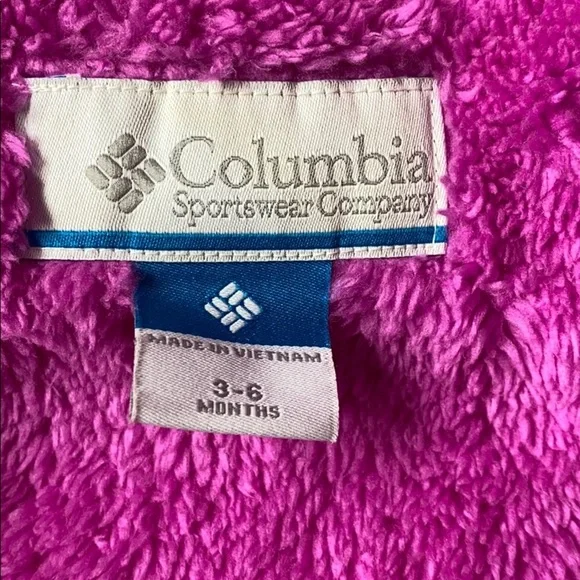 Columbia
Sportswear Company
MADE IN VIETNAM
3-6
MONTHS